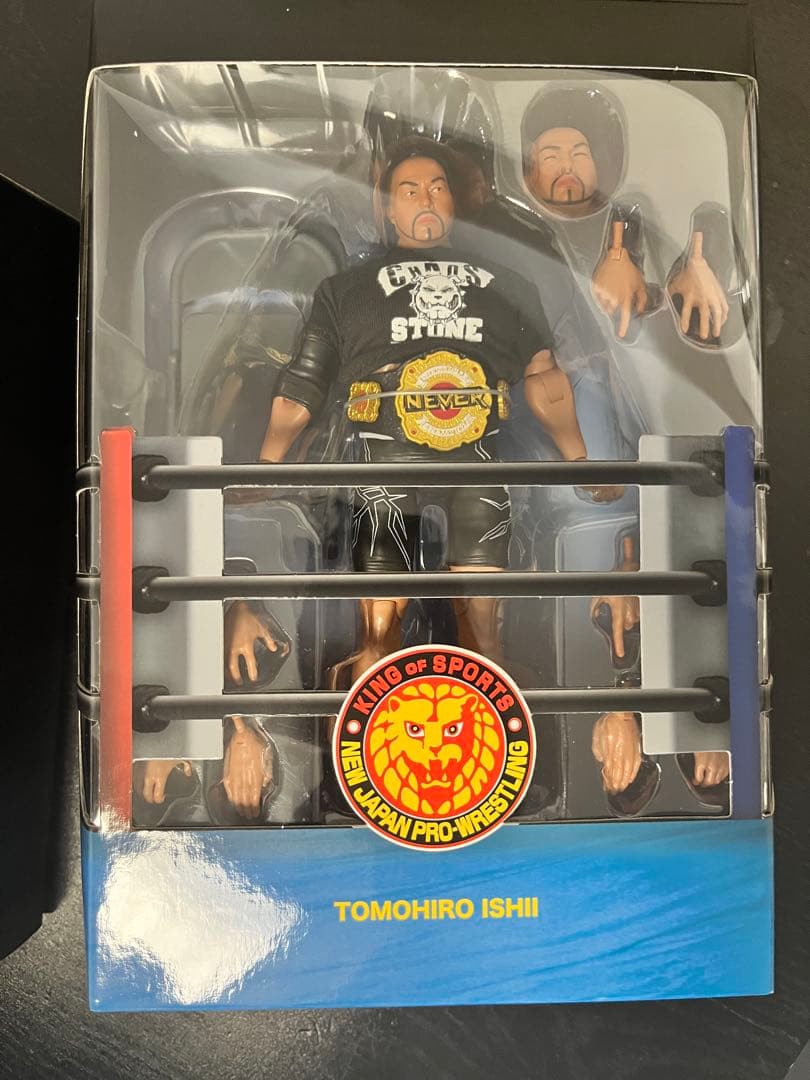 CHAOS
STONE
NEVER
KING OF SPORTS
NEW JAPAN PRO-WRESTLING
TOMOHIRO ISHII